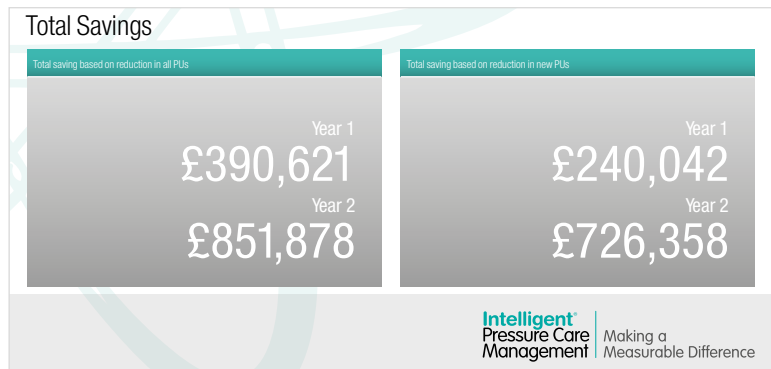 Total Savings
Total saving based on reduction in all PUs
Year 1
£390,621
Year 2
£851,878
Total saving based on reduction in new PUs
Year 1
£240,042
Year 2
£726,358
Intelligent®
Pressure Care
Management
Making a
Measurable Difference